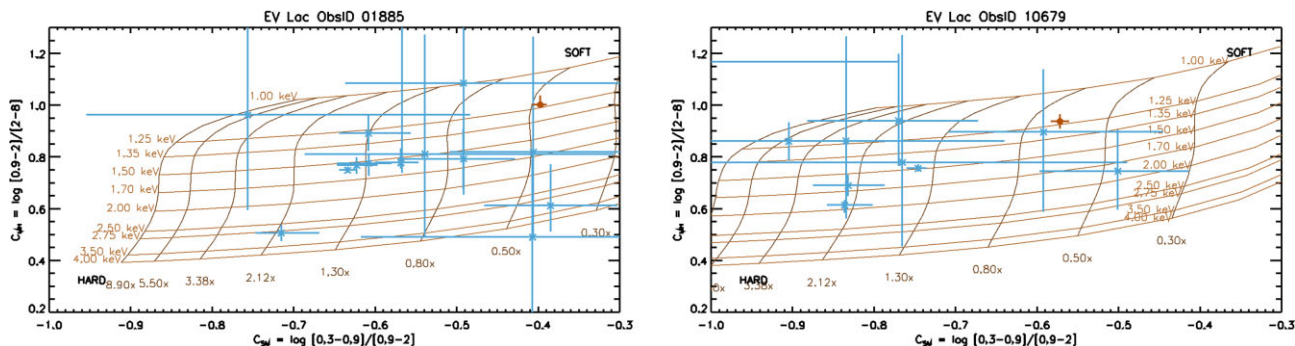 EV Lac ObsID 01885
1.2
1.0
0.8
0.6
0.4
0.2
SOFT
1.00 keV
1.25 keV
1.35 keV
1.50 keV
1.70 keV
2.00 keV
2.50 keV
2.75 keV
3.50 keV
4.00 keV
HARD
8.90x
5.50x
3.38x
2.12x
1.30x
0.80x
0.50x
0.30x
-1.0
-0.9
-0.8
-0.7
-0.6
-0.5
-0.4
-0.3
= log [0.9-2]/[2-8]
= log [0.3-0.9]/[0.9-2]
EV Lac ObsID 10679
1.2
1.0
0.8
0.6
0.4
0.2
SOFT
1.00 keV
1.25 keV
1.35 keV
1.50 keV
2.00 keV
2.50 keV
2.75 keV
3.50 keV
4.00 keV
HARD
3.38x
2.12x
1.30x
0.80x
0.50x
0.30x
-1.0
-0.9
-0.8
-0.7
-0.6
-0.5
-0.4
-0.3
= log [0.9-2]/[2-8]
= log [0.3-0.9]/[0.9-2]